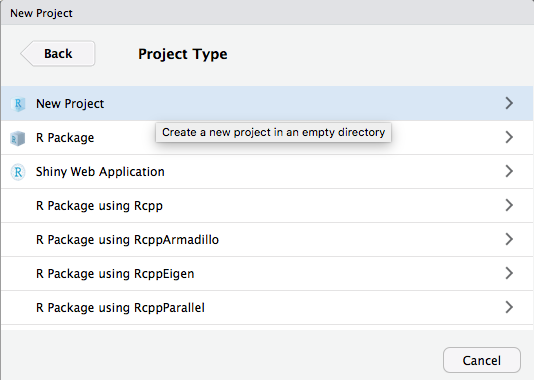 New Project
Back
Project Type
New Project
Create a new project in an empty directory
R Package
Shiny Web Application
R Package using Rcpp
R Package using RcppArmadillo
R Package using RcppEigen
R Package using RcppParallel
Cancel